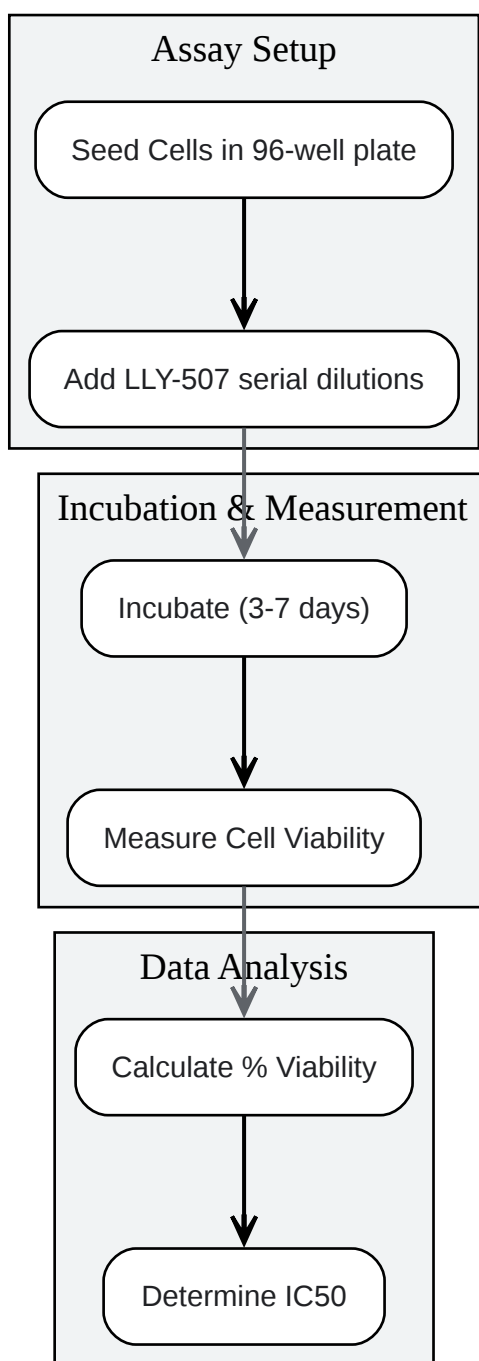 Assay Setup
Seed Cells in 96-well plate
Add LLY-507 serial dilutions
Incubation & Measurement
Incubate (3-7 days)
Measure Cell Viability
Data Analysis
Calculate % Viability
Determine IC50